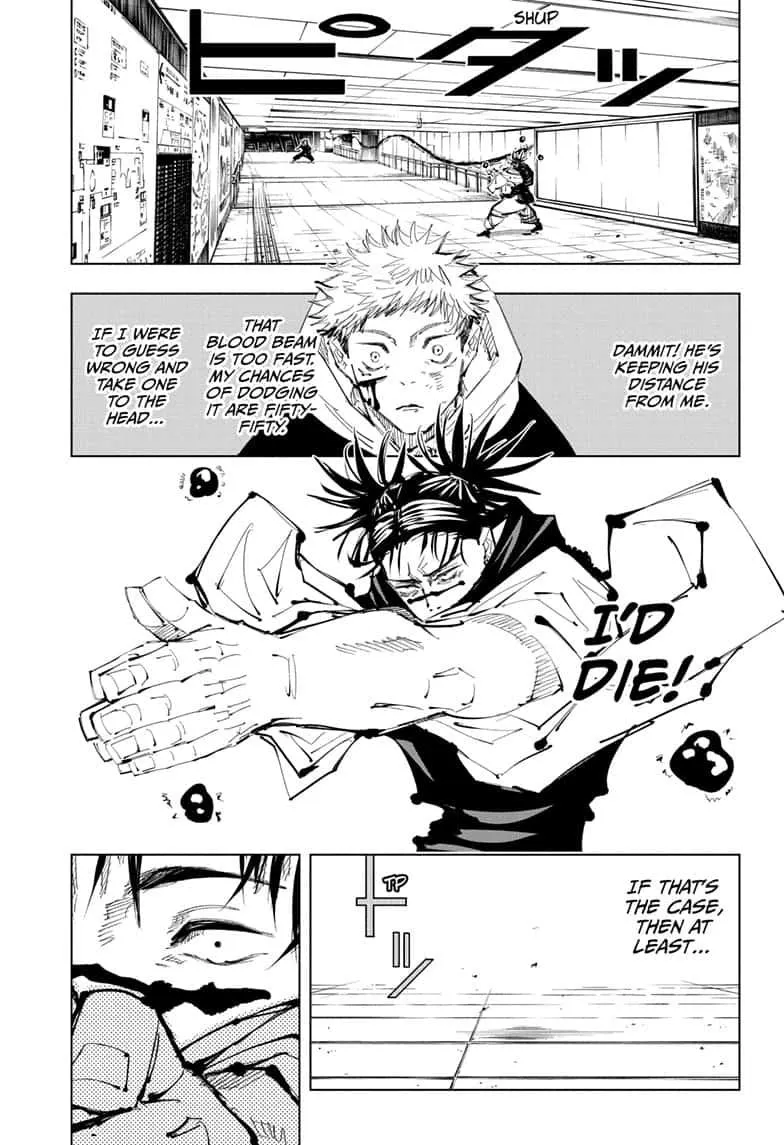 SHUP
ピタッ
DAMMIT! HE'S
KEEPING HIS
DISTANCE
FROM ME.
THAT
BLOOD BEAM
IS TOO FAST.
MY CHANCES
OF DODGING
IT ARE FIFTY-
FIFTY.
IF I WERE
TO GUESS
WRONG AND
TAKE ONE
TO THE
HEAD...
I'D
DIE!
IF THAT'S
THE CASE,
THEN AT
LEAST...
TP
トッ